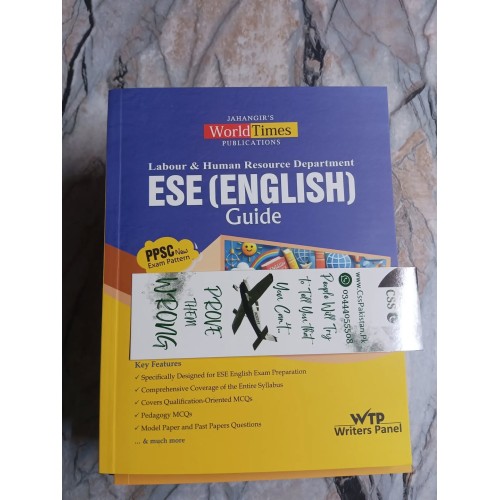 JAHANGIR'S
WorldTimes
PUBLICATIONS
Labour & Human Resource Department
ESE (ENGLISH)
Guide
PPSC New
Exam Pattern
People Will Try
to Tell You That
You Can't,
PROVE
THEM
WRONG
CSS
www.CssPakistan.Pk
03444055508
Key Features
✓ Specifically Designed for ESE English Exam Preparation
✓ Comprehensive Coverage of the Entire Syllabus
✓ Covers Qualification-Oriented MCQs
✓ Pedagogy MCQs
✓ Model Paper and Past Papers Questions
... & much more
WTP
Writers Panel